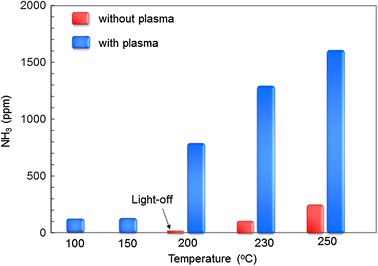 2000
without plasma
with plasma
1500
NH3 (ppm)
1000
500
Light-off
0
100 150 200 230 250
Temperature (ºC)